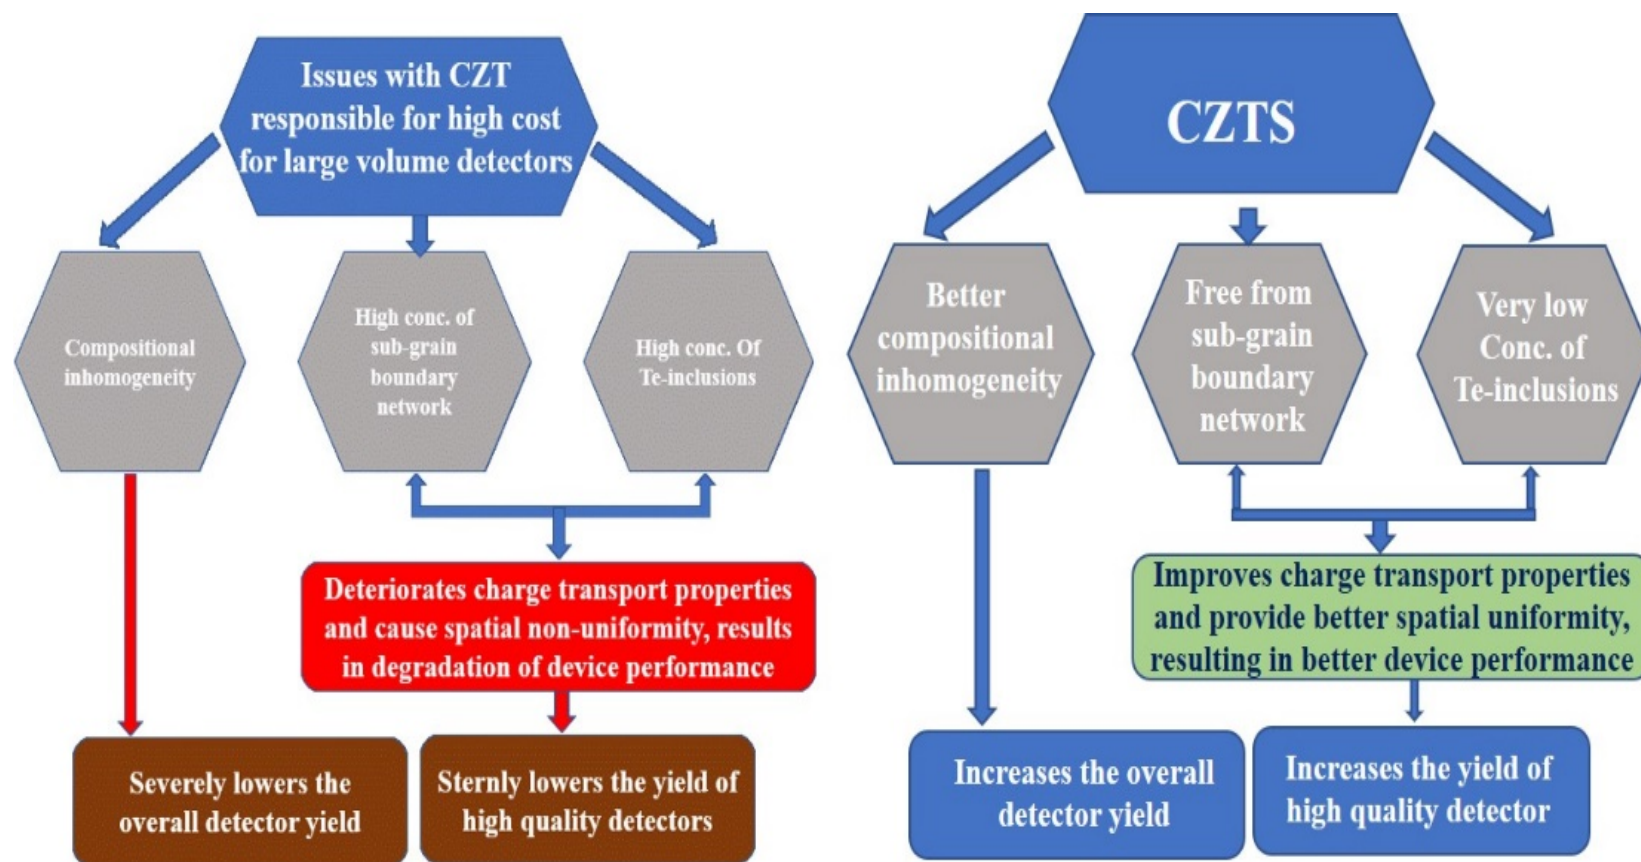 Issues with CZT
responsible for high cost
for large volume detectors
Compositional
inhomogeneity
High conc. of
sub-grain
boundary
network
High conc. Of
Te-inclusions
Deteriorates charge transport properties
and cause spatial non-uniformity, results
in degradation of device performance
Severely lowers the
overall detector yield
Sternly lowers the yield of
high quality detectors
CZTS
Better
compositional
inhomogeneity
Free from
sub-grain
boundary
network
Very low
Conc. of
Te-inclusions
Improves charge transport properties
and provide better spatial uniformity,
resulting in better device performance
Increases the overall
detector yield
Increases the yield of
high quality detector